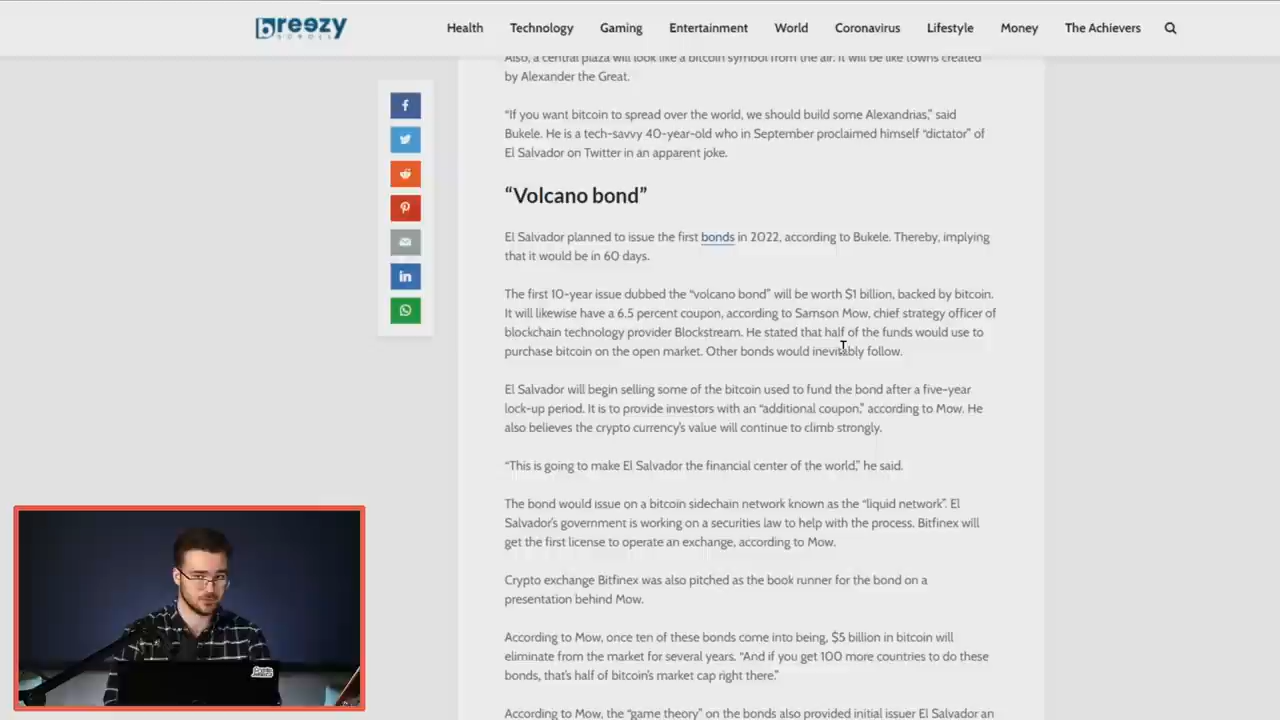 breezy
SCROLL
Health
Technology
Gaming
Entertainment
World
Coronavirus
Lifestyle
Money
The Achievers
Also, a central plaza will look like a bitcoin symbol from the air. It will be like towns created
by Alexander the Great.
“If you want bitcoin to spread over the world, we should build some Alexandrias,” said
Bukele. He is a tech-savvy 40-year-old who in September proclaimed himself “dictator” of
El Salvador on Twitter in an apparent joke.
“Volcano bond”
El Salvador planned to issue the first bonds in 2022, according to Bukele. Thereby, implying
that it would be in 60 days.
The first 10-year issue dubbed the “volcano bond” will be worth $1 billion, backed by bitcoin.
It will likewise have a 6.5 percent coupon, according to Samson Mow, chief strategy officer of
blockchain technology provider Blockstream. He stated that half of the funds would use to
purchase bitcoin on the open market. Other bonds would inevitably follow.
El Salvador will begin selling some of the bitcoin used to fund the bond after a five-year
lock-up period. It is to provide investors with an “additional coupon,” according to Mow. He
also believes the crypto currency’s value will continue to climb strongly.
“This is going to make El Salvador the financial center of the world,” he said.
The bond would issue on a bitcoin sidechain network known as the “liquid network”. El
Salvador’s government is working on a securities law to help with the process. Bitfinex will
get the first license to operate an exchange, according to Mow.
Crypto exchange Bitfinex was also pitched as the book runner for the bond on a
presentation behind Mow.
According to Mow, once ten of these bonds come into being, $5 billion in bitcoin will
eliminate from the market for several years. “And if you get 100 more countries to do these
bonds, that’s half of bitcoin’s market cap right there.”
According to Mow, the “game theory” on the bonds also provided initial issuer El Salvador an